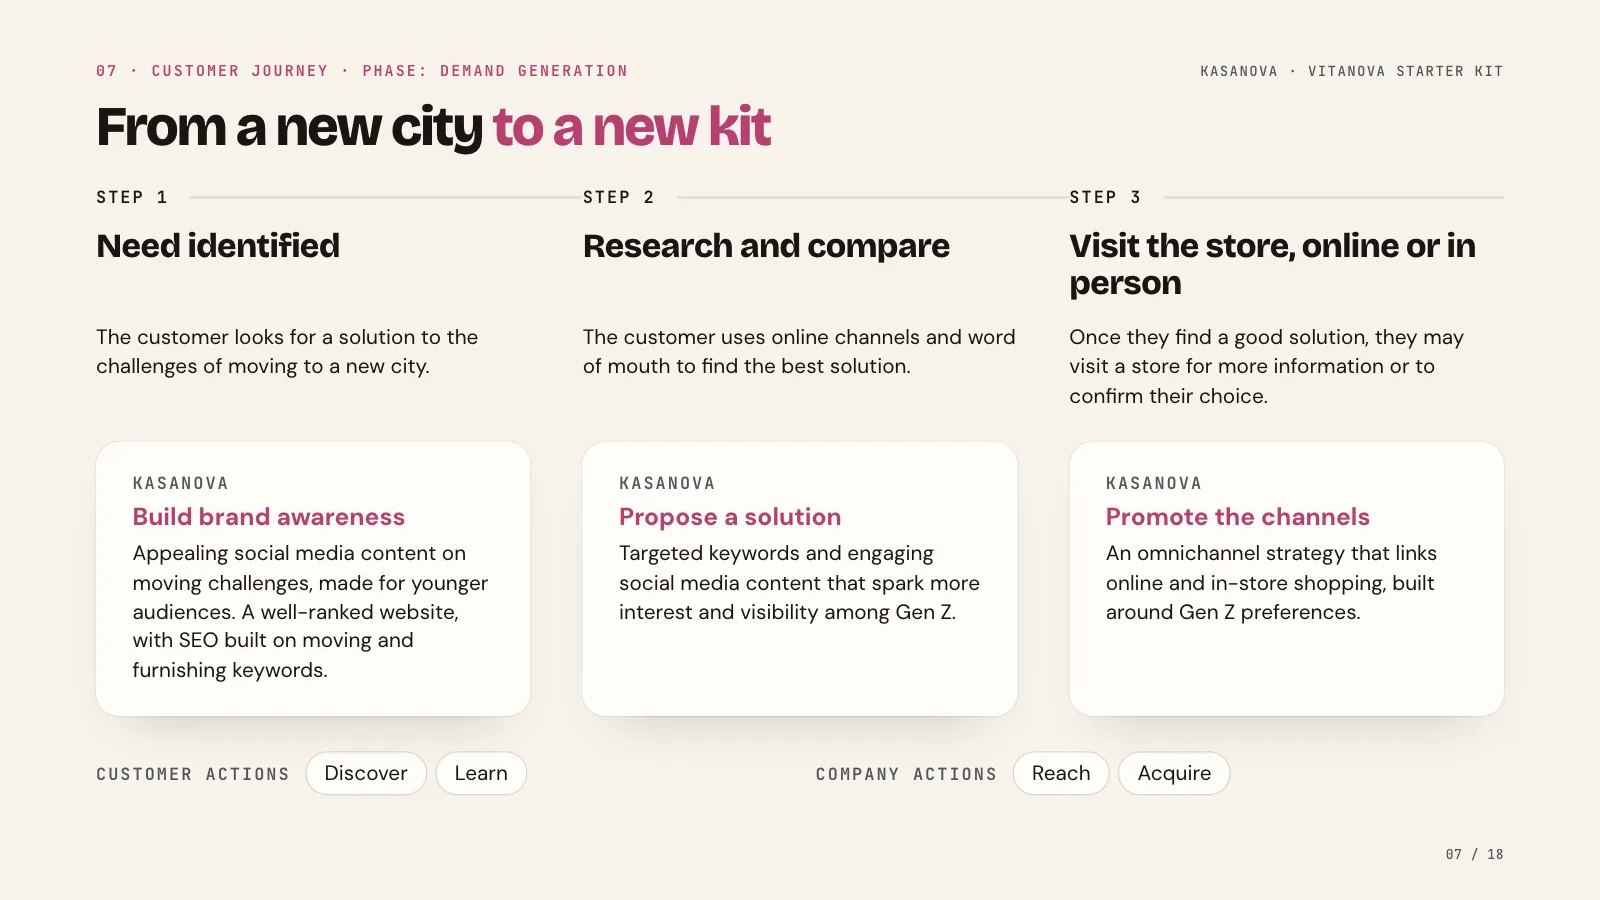 07 · CUSTOMER JOURNEY · PHASE: DEMAND GENERATION
KASANOVA · VITANOVA STARTER KIT
From a new city to a new kit
STEP 1
Need identified
The customer looks for a solution to the
challenges of moving to a new city.
KASANOVA
Build brand awareness
Appealing social media content on
moving challenges, made for younger
audiences. A well-ranked website,
with SEO built on moving and
furnishing keywords.
STEP 2
Research and compare
The customer uses online channels and word
of mouth to find the best solution.
KASANOVA
Propose a solution
Targeted keywords and engaging
social media content that spark more
interest and visibility among Gen Z.
STEP 3
Visit the store, online or in
person
Once they find a good solution, they may
visit a store for more information or to
confirm their choice.
KASANOVA
Promote the channels
An omnichannel strategy that links
online and in-store shopping, built
around Gen Z preferences.
CUSTOMER ACTIONS Discover Learn
COMPANY ACTIONS Reach Acquire
07 / 18